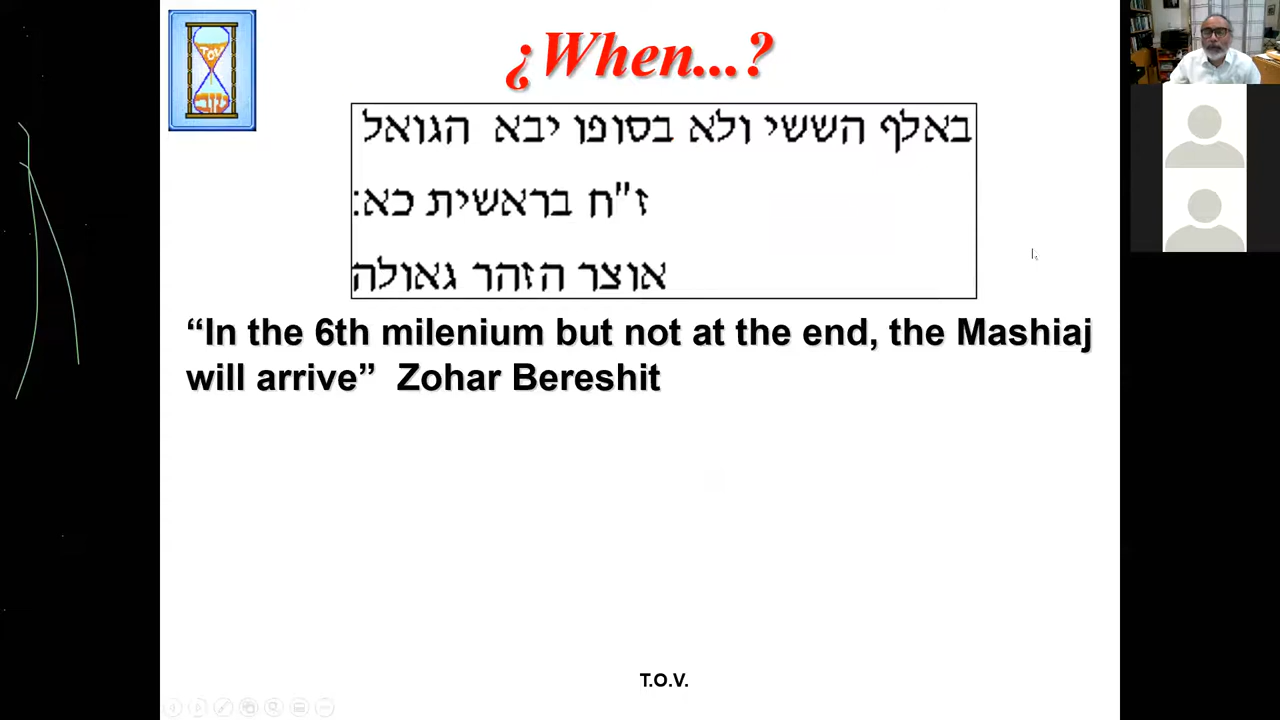 ¿When...?
באלף הששי ולא בסופו יבא הגואל
ז"ח בראשית כא:
אוצר הזהר גאולה
“In the 6th milenium but not at the end, the Mashiaj
will arrive” Zohar Bereshit
T.O.V.